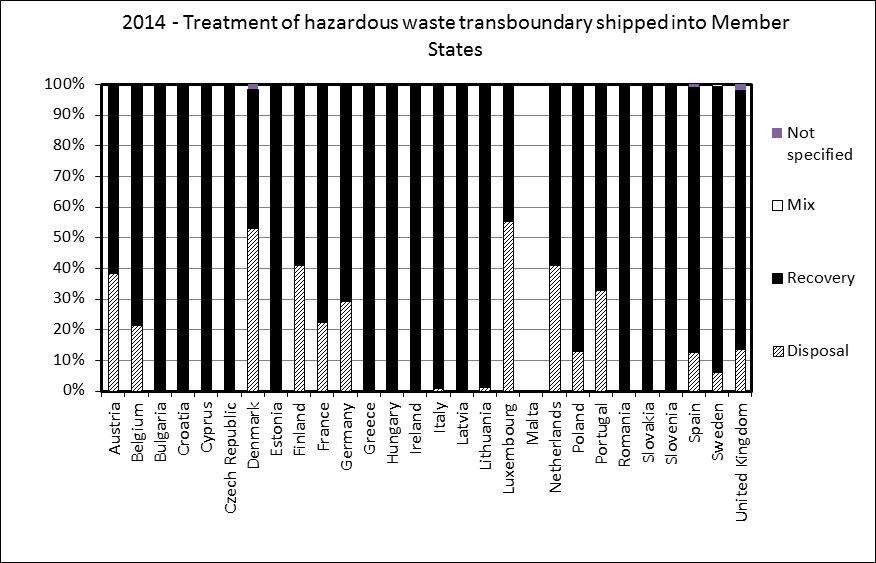 2014 - Treatment of hazardous waste transboundary shipped into Member
States
100%
90%
80%
70%
60%
50%
40%
30%
20%
10%
0%
Austria
Belgium
Bulgaria
Croatia
Cyprus
Czech Republic
Denmark
Estonia
Finland
France
Germany
Greece
Hungary
Ireland
Italy
Latvia
Lithuania
Luxembourg
Malta
Netherlands
Poland
Portugal
Romania
Slovakia
Slovenia
Spain
Sweden
United Kingdom
Not
specified
Mix
Recovery
Disposal